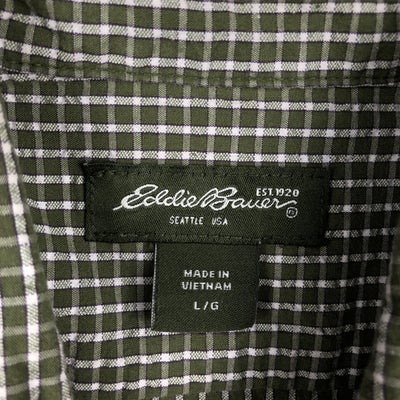 Eddie Bauer EST. 1920 ®
SEATTLE USA
MADE IN
VIETNAM
L/G